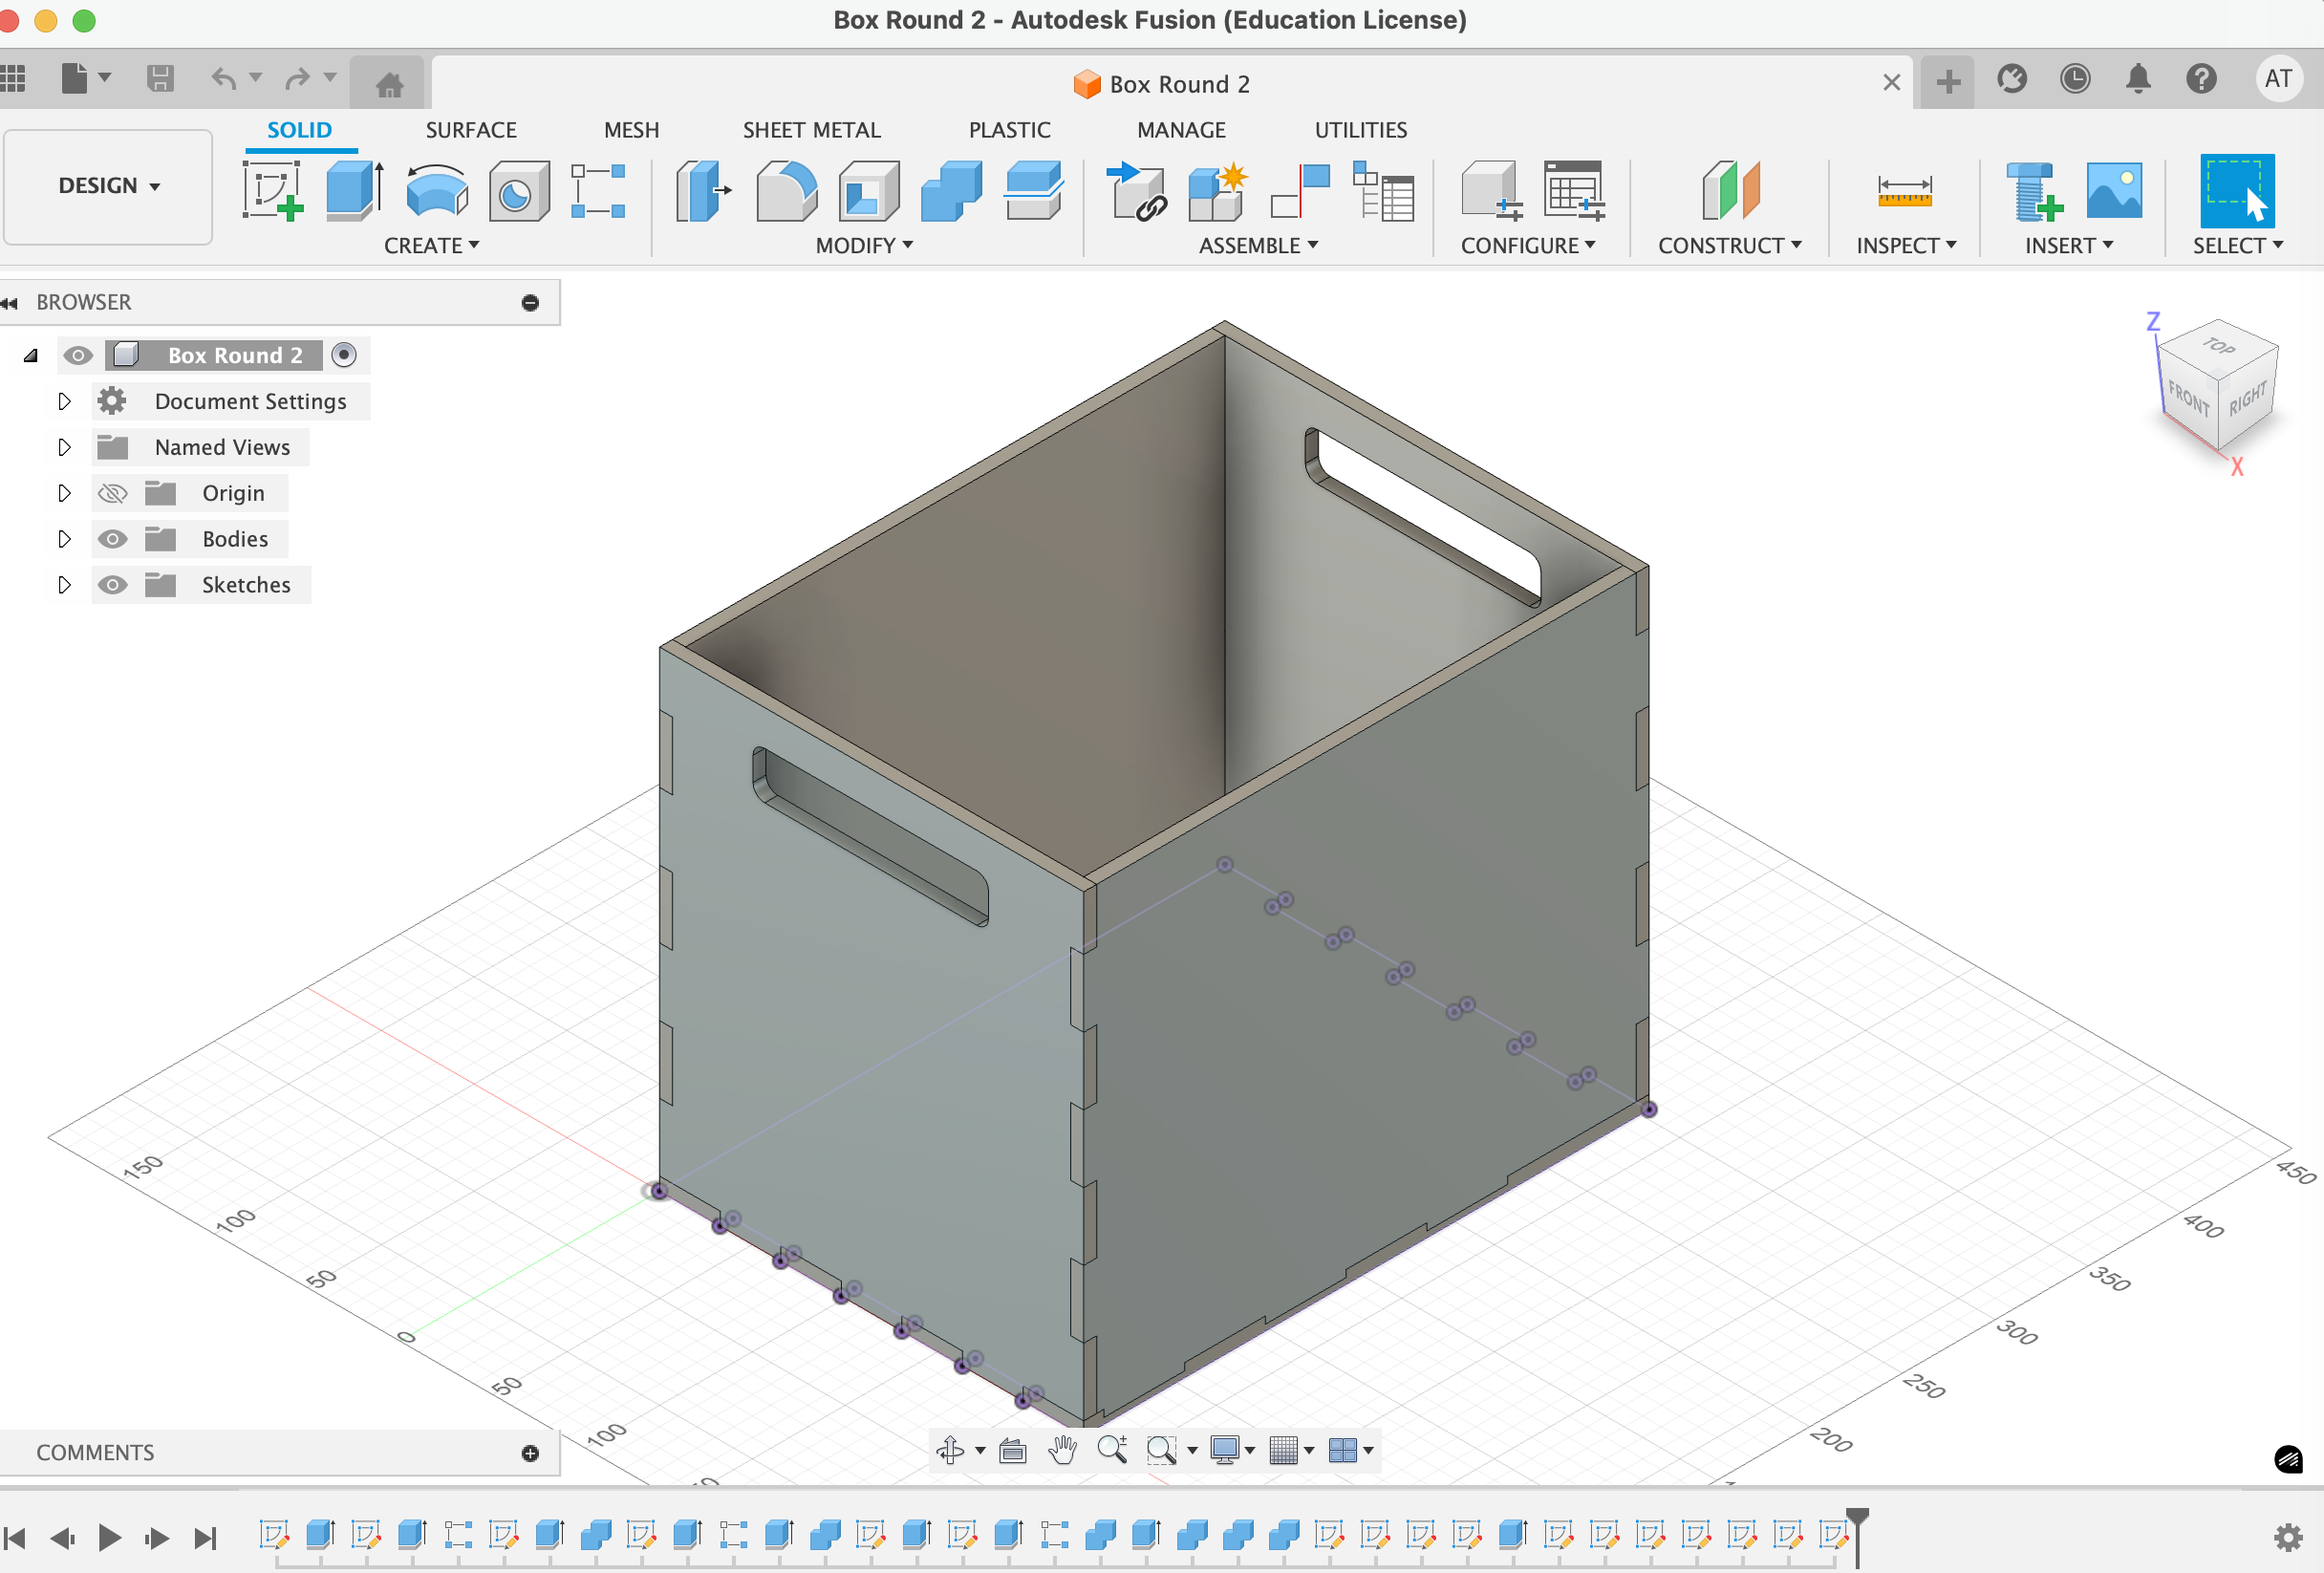 Box Round 2 - Autodesk Fusion (Education License)
Box Round 2
AT
SOLID SURFACE MESH SHEET METAL PLASTIC MANAGE UTILITIES
DESIGN
CREATE MODIFY ASSEMBLE CONFIGURE CONSTRUCT INSPECT INSERT SELECT
BROWSER
Box Round 2
Document Settings
Named Views
Origin
Bodies
Sketches
Z
TOP
FRONT
RIGHT
X
150
100
50
0
50
100
450
400
350
300
250
200
COMMENTS